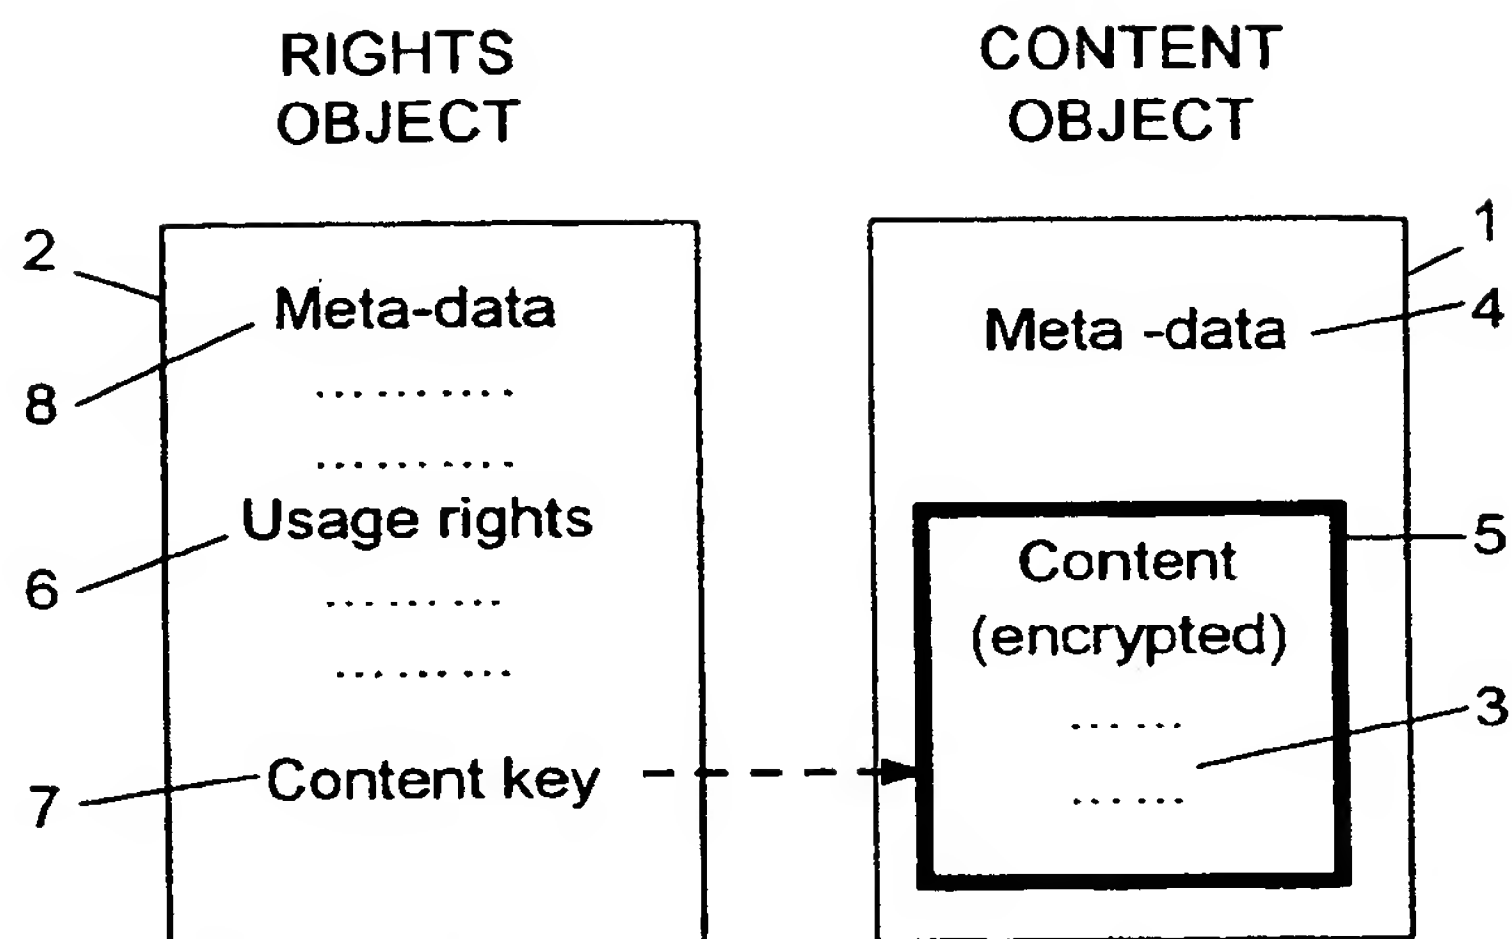 RIGHTS
OBJECT
CONTENT
OBJECT
2
Meta-data
8
..........
..........
Usage rights
6
.........
.........
Content key
7
1
Meta -data
4
5
Content
(encrypted)
......
3
......